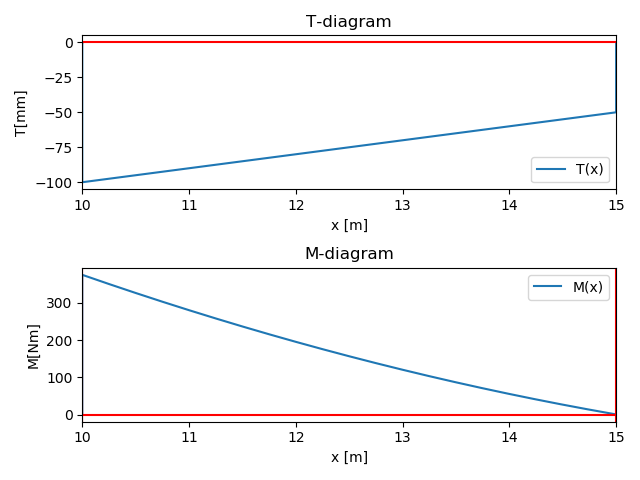 T-diagram
T[mm]
0
−25
−50
−75
−100
T(x)
10 11 12 13 14 15
x [m]
M-diagram
M[Nm]
300
200
100
0
M(x)
10 11 12 13 14 15
x [m]